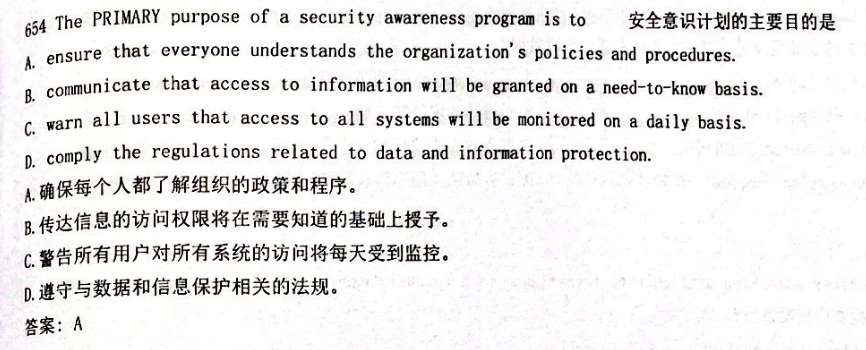 654 The PRIMARY purpose of a security awareness program is to 安全意识计划的主要目的是
A. ensure that everyone understands the organization's policies and procedures.
B. communicate that access to information will be granted on a need-to-know basis.
C. warn all users that access to all systems will be monitored on a daily basis.
D. comply the regulations related to data and information protection.
A.确保每个人都了解组织的政策和程序。
B.传达信息的访问权限将在需要知道的基础上授予。
C.警告所有用户对所有系统的访问将每天受到监控。
D.遵守与数据和信息保护相关的法规。
答案: A